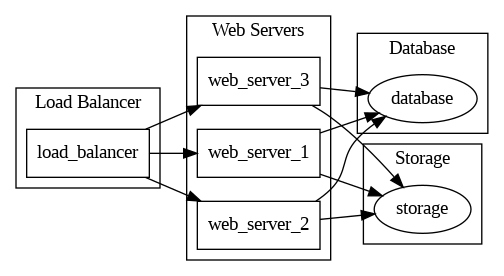 Load Balancer
load_balancer
Web Servers
web_server_3
web_server_1
web_server_2
Database
database
Storage
storage